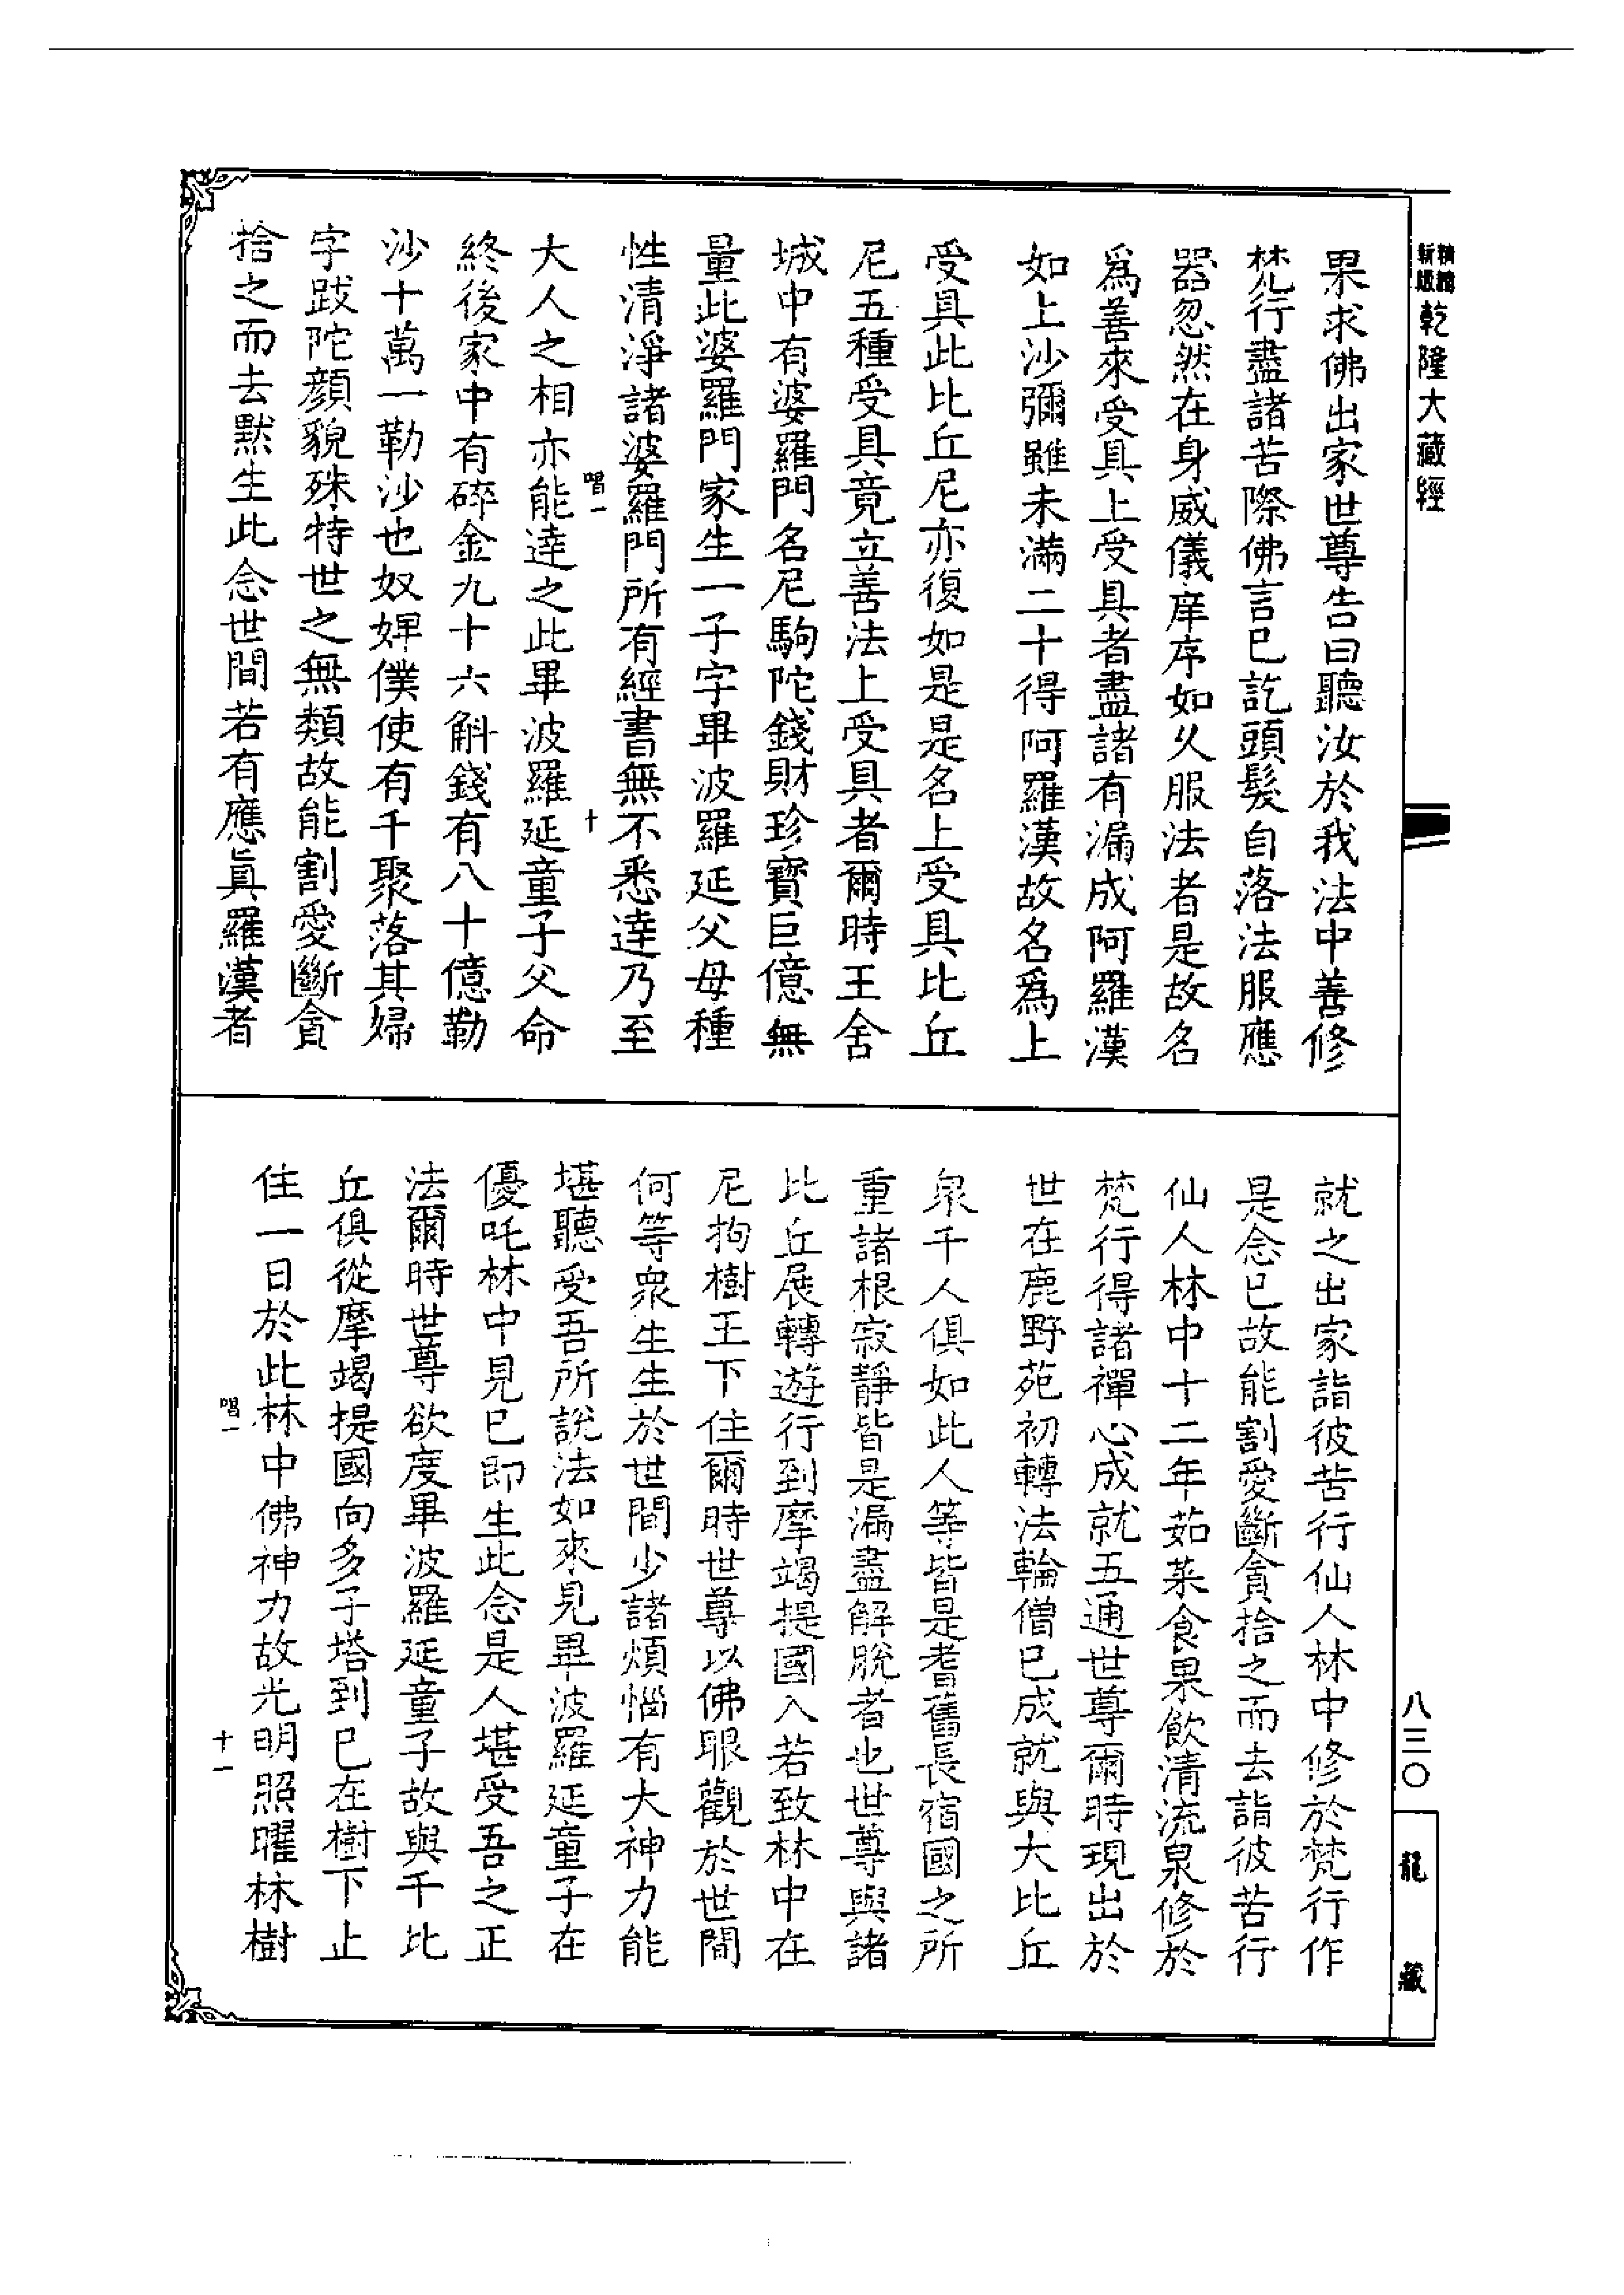 精編
新版
乾隆大藏經
果求佛出家世尊告曰聽汝於我法中善修
梵行盡諸苦際佛言已訖頭髮自落法服應
器忽然在身威儀庠序如久服法者是故名
爲善來受具上受具者盡諸有漏成阿羅漢
如上沙彌雖未滿二十得阿羅漢故名爲上
受具此比丘尼亦復如是是名上受具比丘
尼五種受具竟立善法上受具者爾時王舍
城中有婆羅門名尼駒陀錢財珍寶巨億無
量此婆羅門家生一子字畢波羅延父母種
性清淨諸婆羅門所有經書無不悉達乃至
唱一
十
大人之相亦能達之此畢波羅延童子父命
終後家中有碎金九十六斛錢有八十億勒
沙十萬一勒沙也奴婢僕使有千聚落其婦
字跋陀顏貌殊特世之無類故能割愛斷貪
捨之而去默生此念世間若有應眞羅漢者
就之出家詣彼苦行仙人林中修於梵行作
是念已故能割愛斷貪捨之而去詣彼苦行
仙人林中十二年茹菜食果飲清流泉修於
梵行得諸禪心成就五通世尊爾時現出於
世在鹿野苑初轉法輪僧已成就與大比丘
衆千人俱如此人等皆是耆舊長宿國之所
重諸根寂靜皆是漏盡解脫者也世尊與諸
比丘展轉遊行到摩竭提國入若致林中在
尼拘樹王下住爾時世尊以佛眼觀於世間
何等衆生生於世間少諸煩惱有大神力能
堪聽受吾所說法如來見畢波羅延童子在
優吒林中見已即生此念是人堪受吾之正
法爾時世尊欲度畢波羅延童子故與千比
丘俱從摩竭提國向多子塔到已在樹下止
住一日於此林中佛神力故光明照曜林樹
唱一
十一
八三〇
龍藏